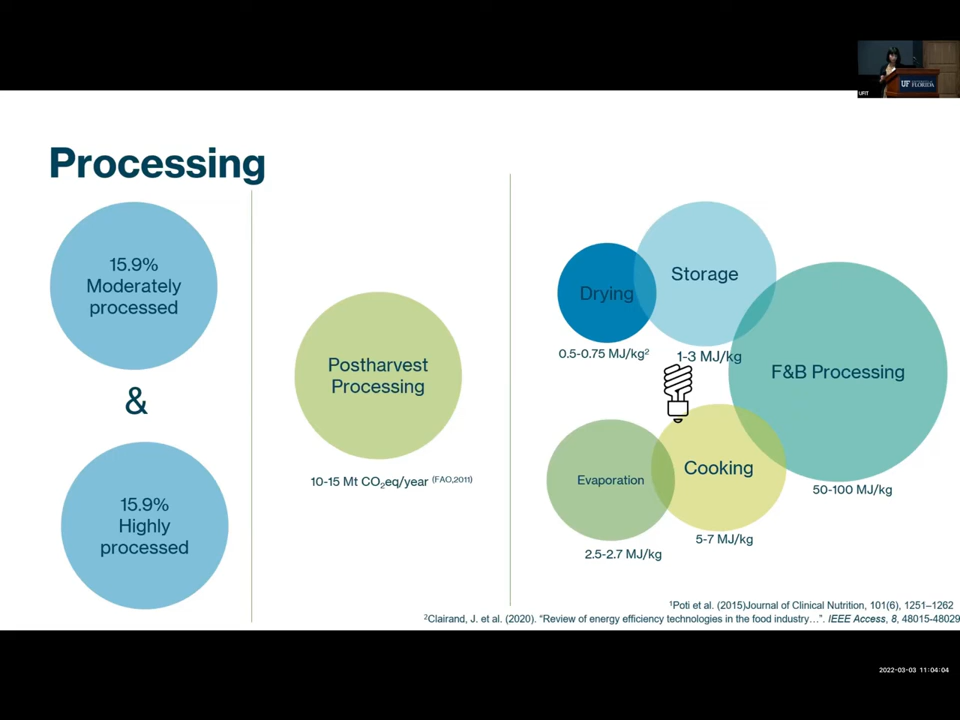 UF UNIVERSITY of FLORIDA
UFIT
Processing
15.9%
Moderately
processed
&
15.9%
Highly
processed
Postharvest
Processing
10-15 Mt CO₂eq/year (FAO,2011)
Drying
0.5-0.75 MJ/kg²
Storage
1-3 MJ/kg
F&B Processing
50-100 MJ/kg
Evaporation
2.5-2.7 MJ/kg
Cooking
5-7 MJ/kg
¹Poti et al. (2015)Journal of Clinical Nutrition, 101(6), 1251–1262
²Clairand, J. et al. (2020). “Review of energy efficiency technologies in the food industry…”. IEEE Access, 8, 48015-48029
2022-03-03 11:04:04